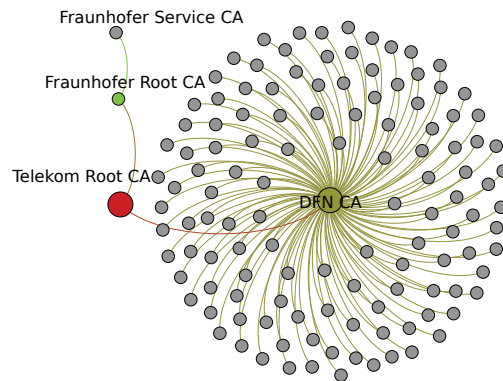 Fraunhofer Service CA
Fraunhofer Root CA
Telekom Root CA
DFN CA